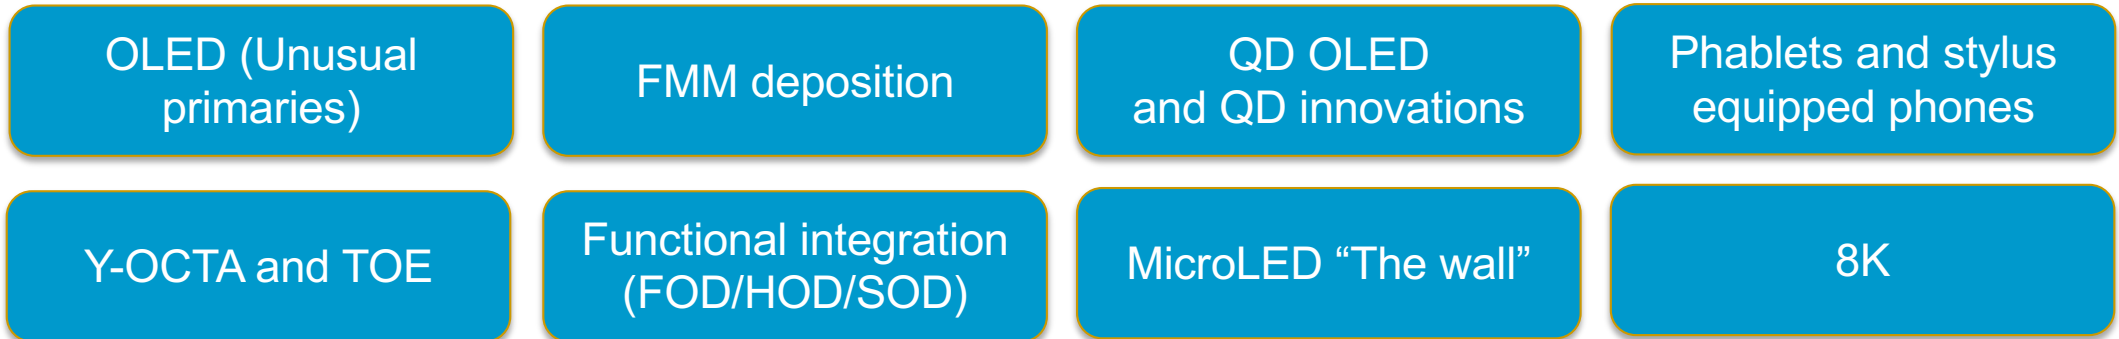 OLED (Unusual
primaries)
FMM deposition
QD OLED
and QD innovations
Phablets and stylus
equipped phones
Y-OCTA and TOE
Functional integration
(FOD/HOD/SOD)
MicroLED “The wall”
8K